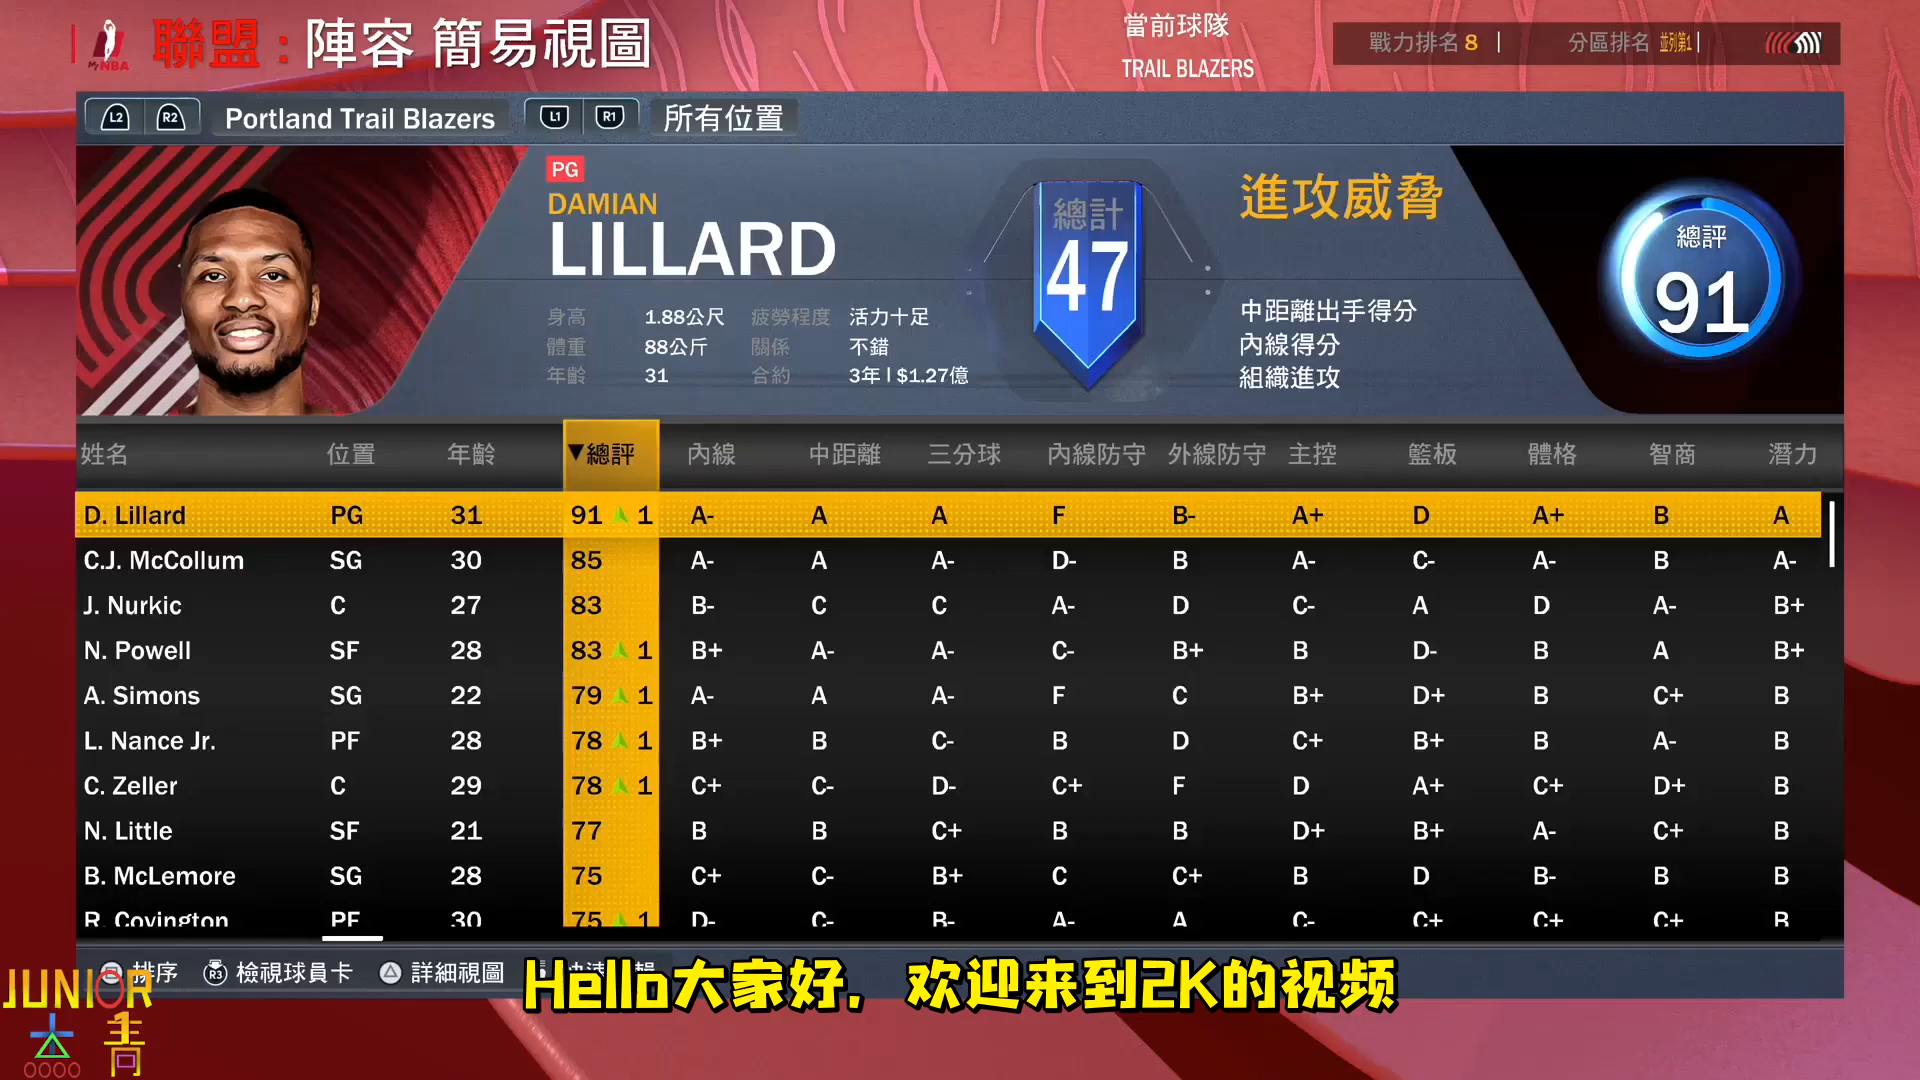 MyNBA
聯盟：陣容 簡易視圖
當前球隊
TRAIL BLAZERS
戰力排名 8 | 分區排名 並列第1 |
L2 R2 Portland Trail Blazers L1 R1 所有位置
PG
DAMIAN
LILLARD
身高 1.88公尺 疲勞程度 活力十足
體重 88公斤 關係 不錯
年齡 31 合約 3年 | $1.27億
總計
47
進攻威脅
中距離出手得分
內線得分
組織進攻
總評
91
姓名 位置 年齡 ▼總評 內線 中距離 三分球 內線防守 外線防守 主控 籃板 體格 智商 潛力
D. Lillard PG 31 91 ▲ 1 A- A A F B- A+ D A+ B A
C.J. McCollum SG 30 85 A- A A- D- B A- C- A- B A-
J. Nurkic C 27 83 B- C C A- D C- A D A- B+
N. Powell SF 28 83 ▲ 1 B+ A- A- C- B+ B D- B A B+
A. Simons SG 22 79 ▲ 1 A- A A- F C B+ D+ B C+ B
L. Nance Jr. PF 28 78 ▲ 1 B+ B C- B D C+ B+ B A- B
C. Zeller C 29 78 ▲ 1 C+ C- D- C+ F D A+ C+ D+ B
N. Little SF 21 77 B B C+ B B D+ B+ A- C+ B
B. McLemore SG 28 75 C+ C- B+ C C+ B D B- B B
R. Covington PF 30 75 ▲ 1 D- C- B- A- A C- C+ C+ C+ B
排序 R3 檢視球員卡 詳細視圖
Hello大家好，欢迎来到2K的视频
JUNIOR